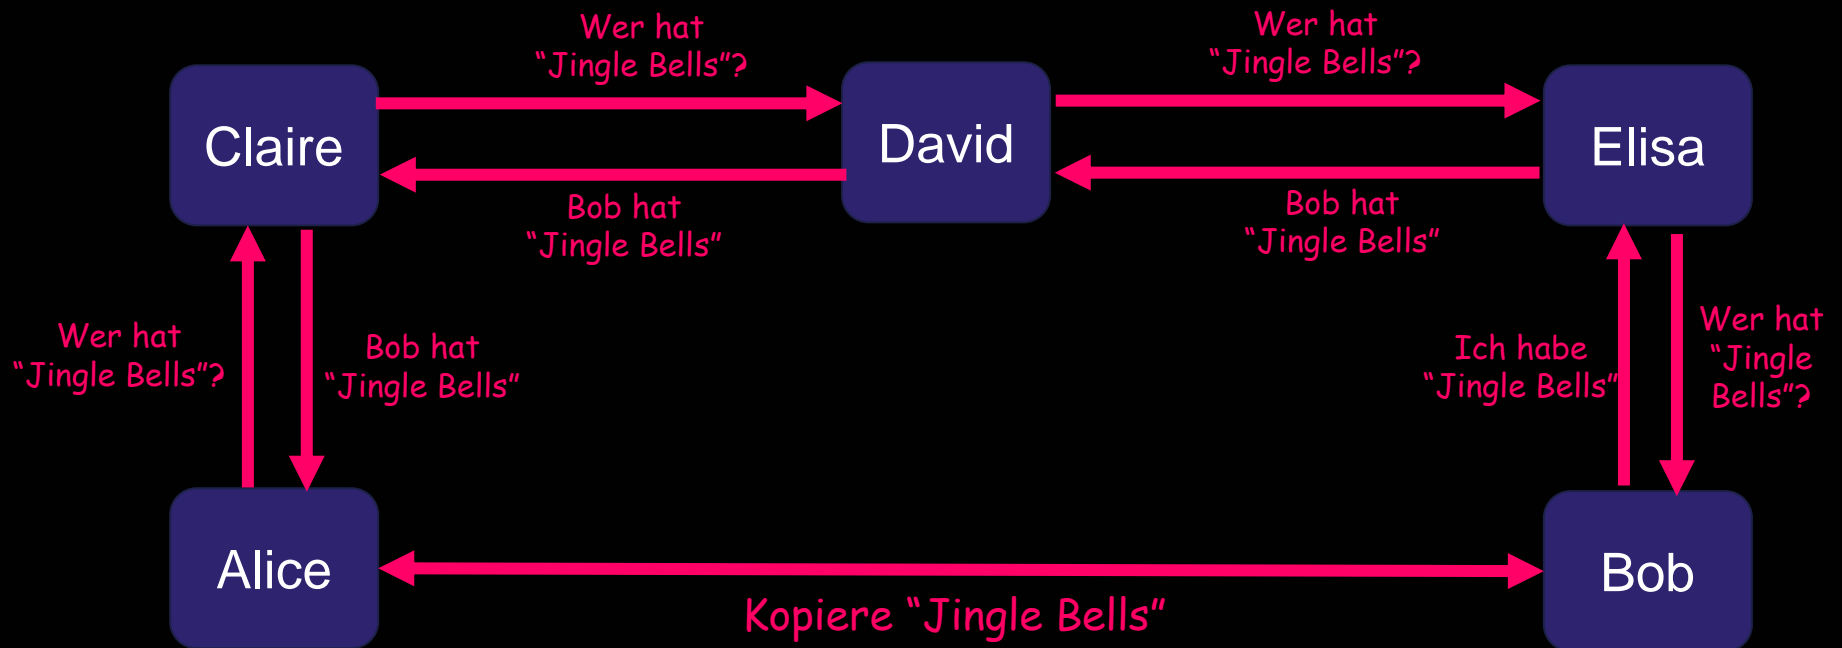 Wer hat
“Jingle Bells”?
Wer hat
“Jingle Bells”?
Claire
David
Elisa
Bob hat
“Jingle Bells”
Bob hat
“Jingle Bells”
Wer hat
“Jingle Bells”?
Bob hat
“Jingle Bells”
Ich habe
“Jingle Bells”
Wer hat
“Jingle
Bells”?
Alice
Bob
Kopiere “Jingle Bells”